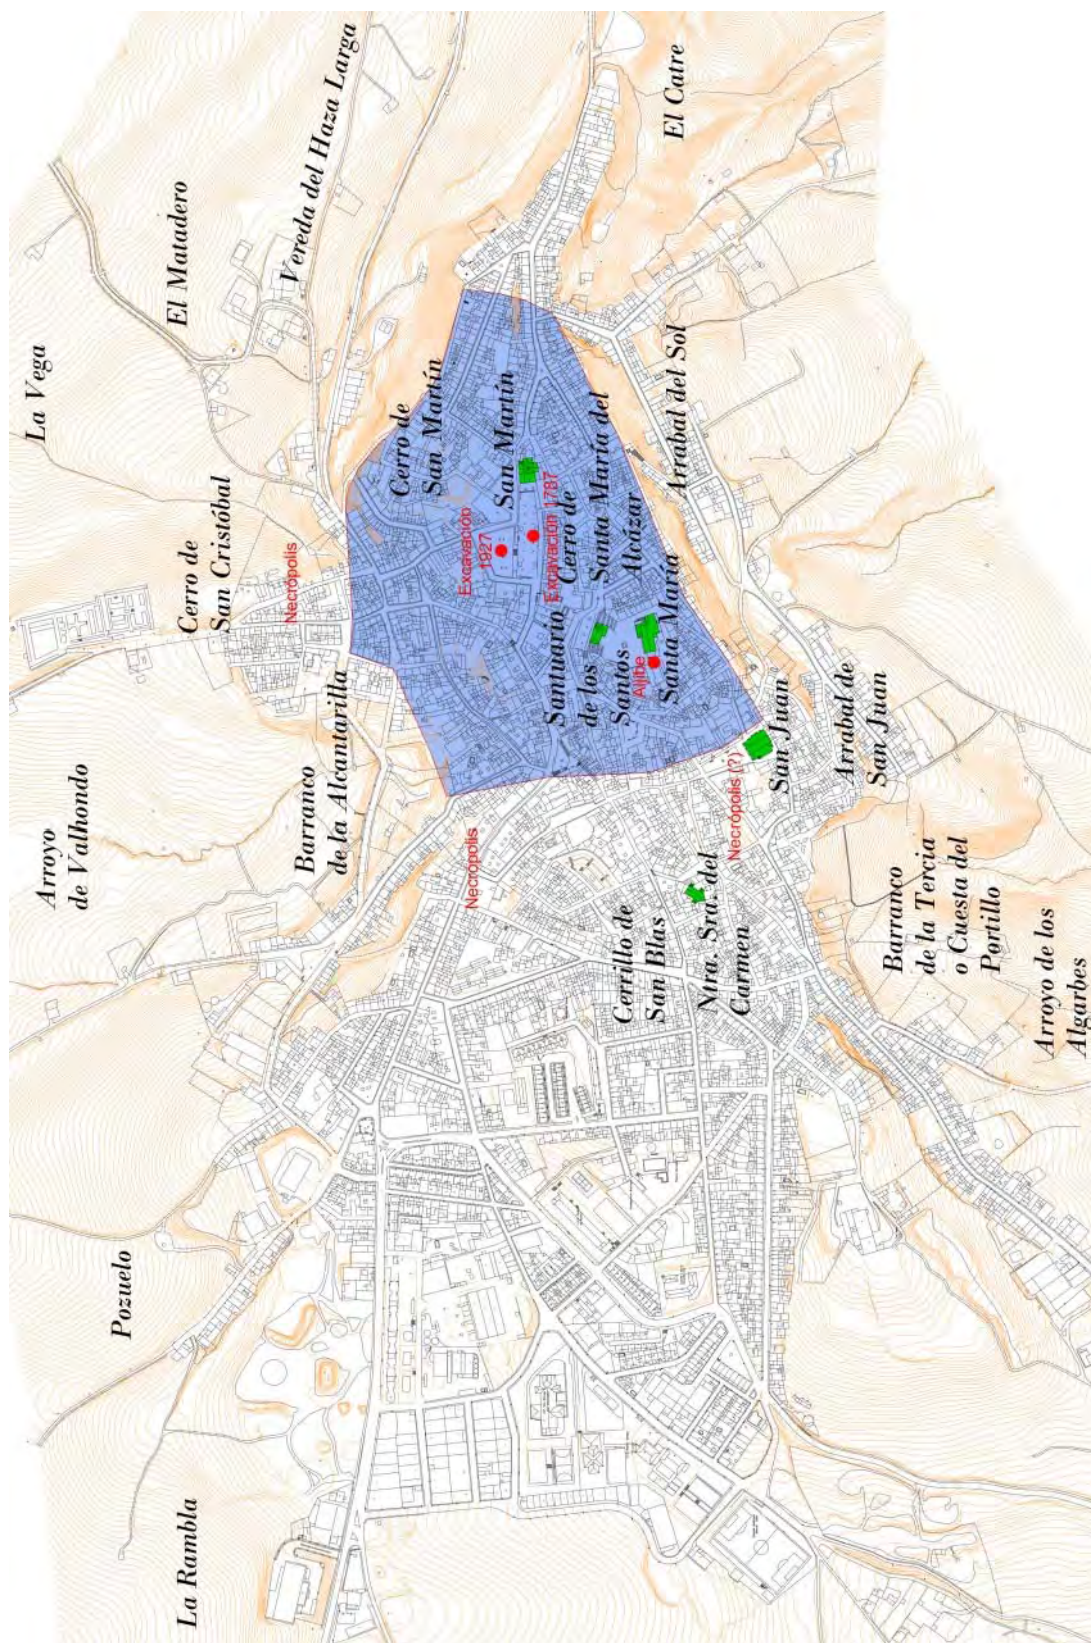 La Vega
El Matadero
Vereda del Haza Larga
El Catre
Cerro de
San Cristóbal
Necrópolis
Cerro de
San Martín
San Martín
Excavación
1927
Excavación 1787
Cerro de
Santa María del
Alcázar
Arrabal del Sol
Santuario
de los
Santos
Aljibe
Santa María
Arroyo
de Valhondo
Barranco
de la Alcantarilla
Necrópolis
Necrópolis (?)
San Juan
Arrabal de
San Juan
Cerrillo de
San Blas
Ntra. Sra. del
Carmen
Barranco
de la Tercia
o Cuesta del
Portillo
Arroyo de los
Algarbes
Pozuelo
La Rambla